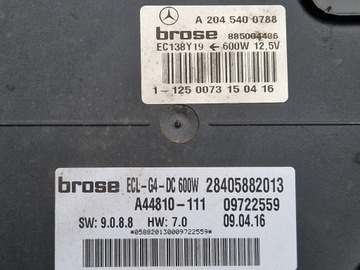 A 204 540 0788
brose 885004486
EC138Y19 ← 600W 12,5V
1-125 0073 15 04 16
brose ECL-G4-DC 600W 28405882013
A44810-111 09722559
SW: 9.0.8.8 HW: 7.0 09.04.16
*058820130009722559*